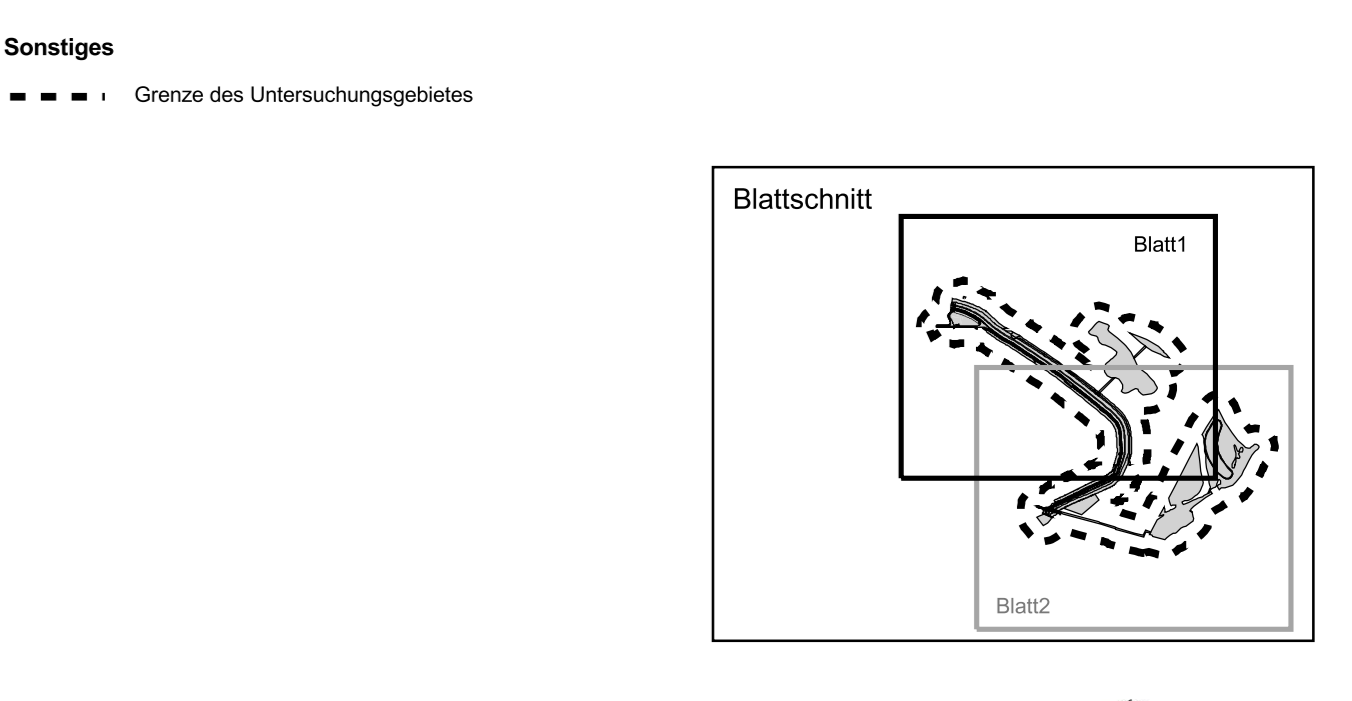 Sonstiges
Grenze des Untersuchungsgebietes
Blattschnitt
Blatt1
Blatt2